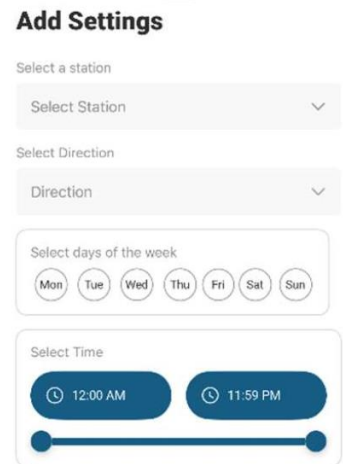 Add Settings
Select a station
Select Station
Select Direction
Direction
Select days of the week
Mon Tue Wed Thu Fri Sat Sun
Select Time
12:00 AM 11:59 PM